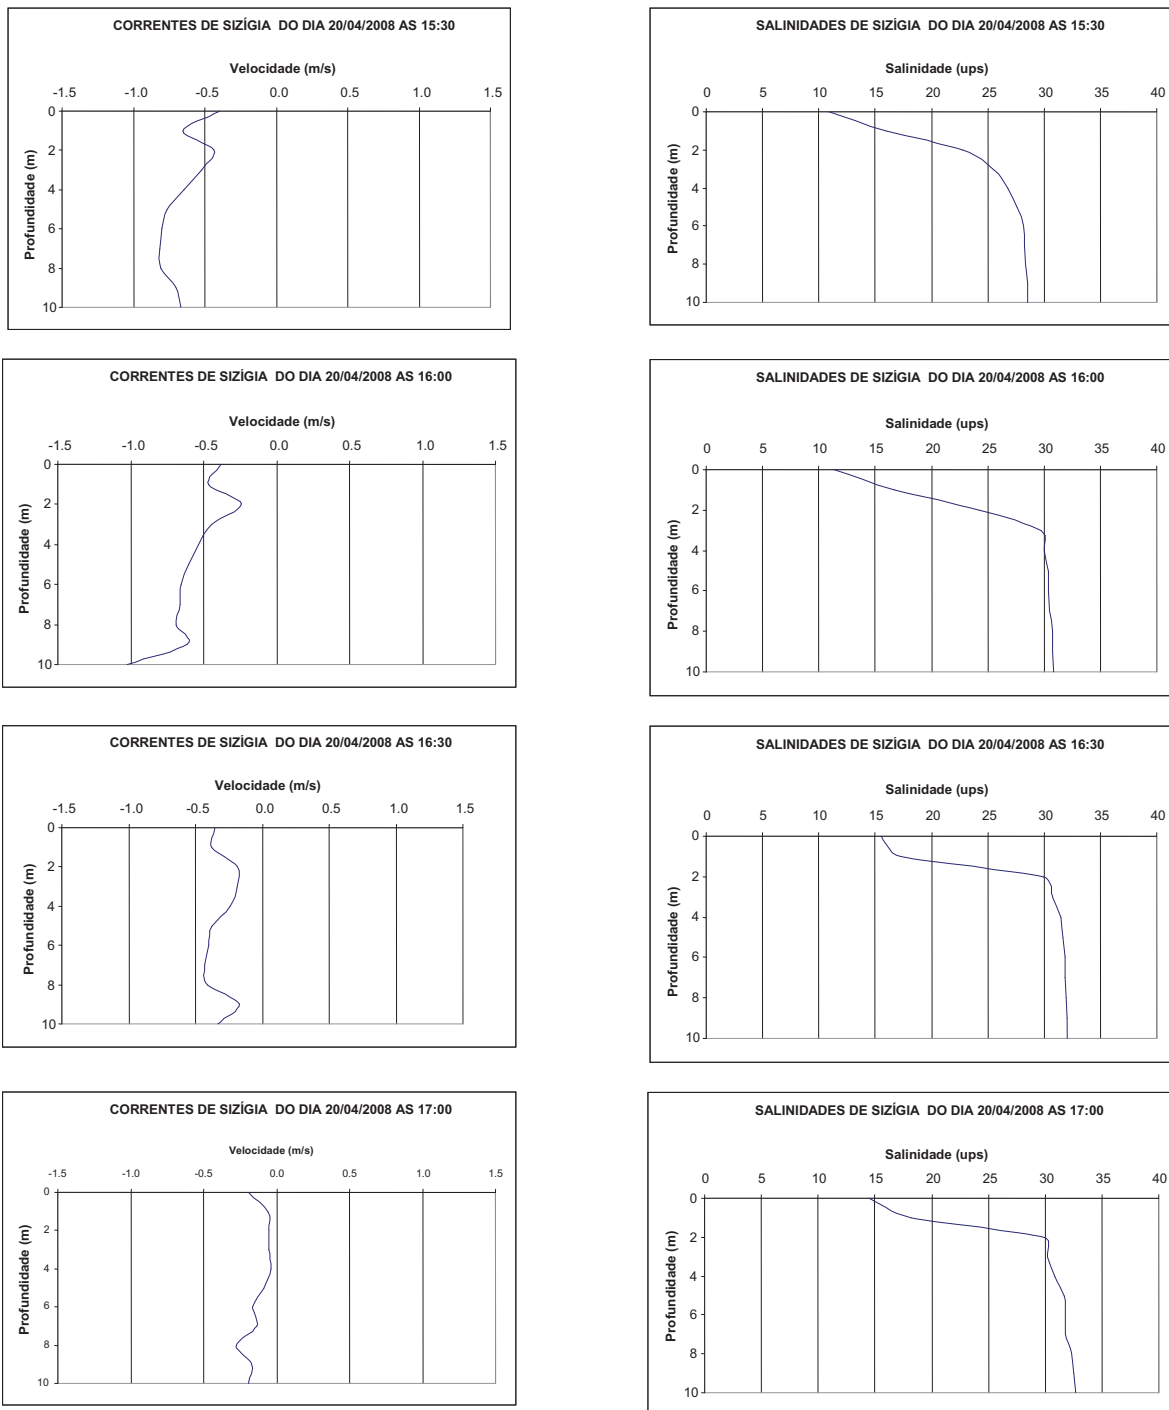 CORRENTES DE SIZÍGIA DO DIA 20/04/2008 AS 15:30
Velocidade (m/s)
-1.5 -1.0 -0.5 0.0 0.5 1.0 1.5
0
2
4
6
8
10
Profundidade (m)
SALINIDADES DE SIZÍGIA DO DIA 20/04/2008 AS 15:30
Salinidade (ups)
0 5 10 15 20 25 30 35 40
0
2
4
6
8
10
Profundidade (m)
CORRENTES DE SIZÍGIA DO DIA 20/04/2008 AS 16:00
Velocidade (m/s)
-1.5 -1.0 -0.5 0.0 0.5 1.0 1.5
0
2
4
6
8
10
Profundidade (m)
SALINIDADES DE SIZÍGIA DO DIA 20/04/2008 AS 16:00
Salinidade (ups)
0 5 10 15 20 25 30 35 40
0
2
4
6
8
10
Profundidade (m)
CORRENTES DE SIZÍGIA DO DIA 20/04/2008 AS 16:30
Velocidade (m/s)
-1.5 -1.0 -0.5 0.0 0.5 1.0 1.5
0
2
4
6
8
10
Profundidade (m)
SALINIDADES DE SIZÍGIA DO DIA 20/04/2008 AS 16:30
Salinidade (ups)
0 5 10 15 20 25 30 35 40
0
2
4
6
8
10
Profundidade (m)
CORRENTES DE SIZÍGIA DO DIA 20/04/2008 AS 17:00
Velocidade (m/s)
-1.5 -1.0 -0.5 0.0 0.5 1.0 1.5
0
2
4
6
8
10
Profundidade (m)
SALINIDADES DE SIZÍGIA DO DIA 20/04/2008 AS 17:00
Salinidade (ups)
0 5 10 15 20 25 30 35 40
0
2
4
6
8
10
Profundidade (m)